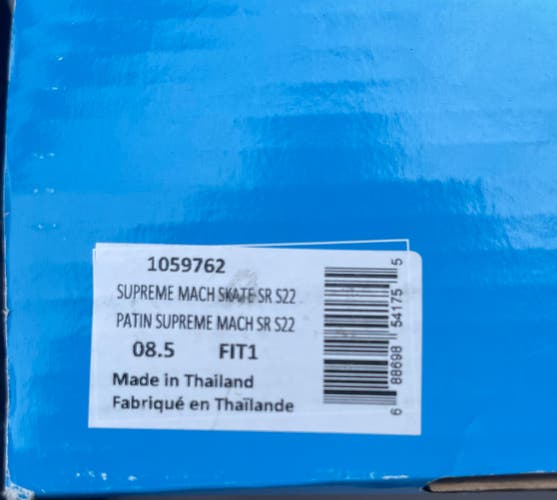 1059762
SUPREME MACH SKATE SR S22
PATIN SUPREME MACH SR S22
08.5 FIT1
Made in Thailand
Fabriqué en Thaïlande
6 88698 54175 5